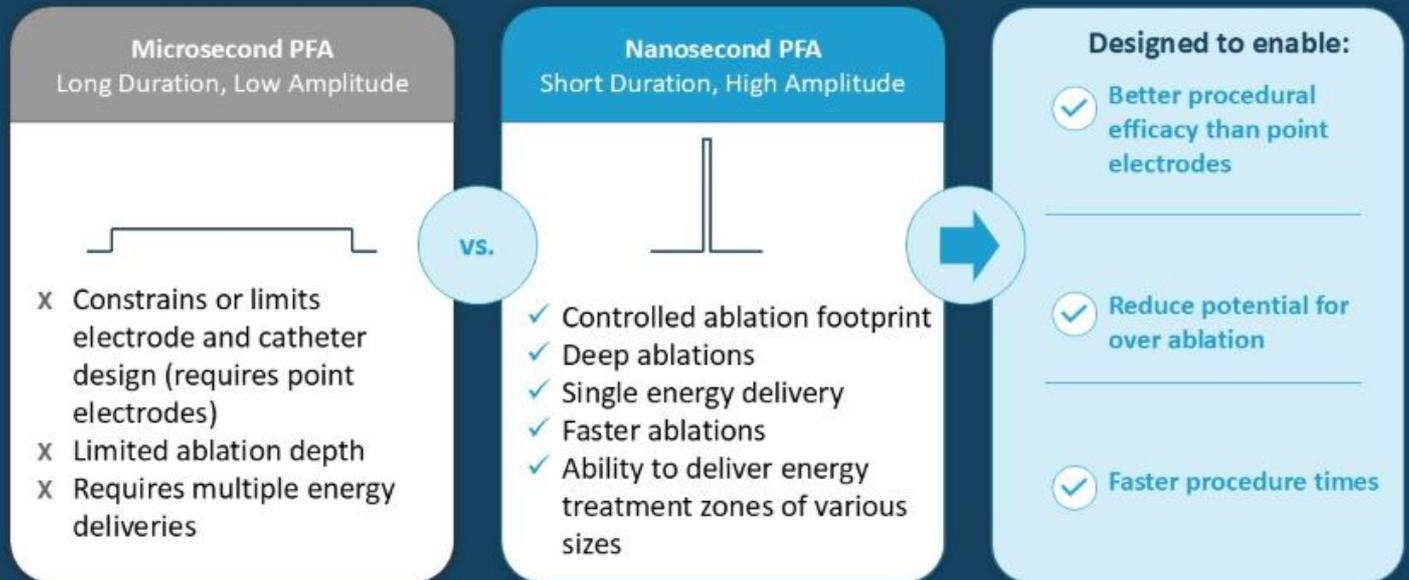 Microsecond PFA
Long Duration, Low Amplitude
x Constrains or limits
electrode and catheter
design (requires point
electrodes)
x Limited ablation depth
x Requires multiple energy
deliveries
vs.
Nanosecond PFA
Short Duration, High Amplitude
✓ Controlled ablation footprint
✓ Deep ablations
✓ Single energy delivery
✓ Faster ablations
✓ Ability to deliver energy
treatment zones of various
sizes
Designed to enable:
✓ Better procedural
efficacy than point
electrodes
✓ Reduce potential for
over ablation
✓ Faster procedure times